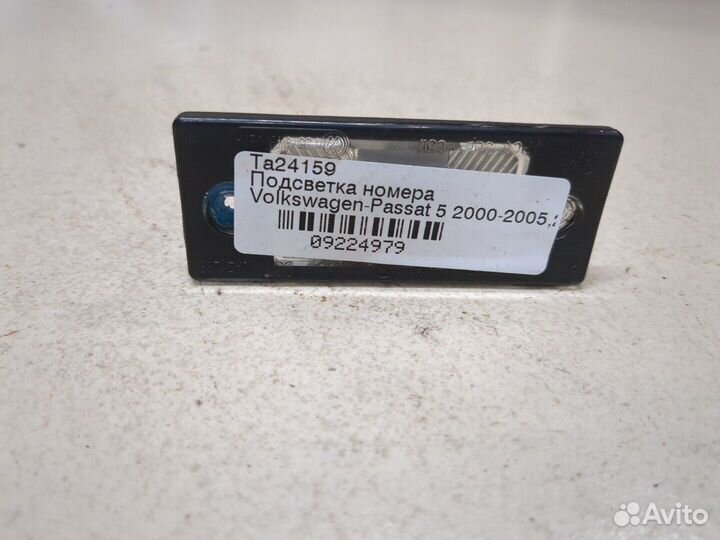 Ta24159
Подсветка номера
Volkswagen-Passat 5 2000-2005,
09224979
Avito